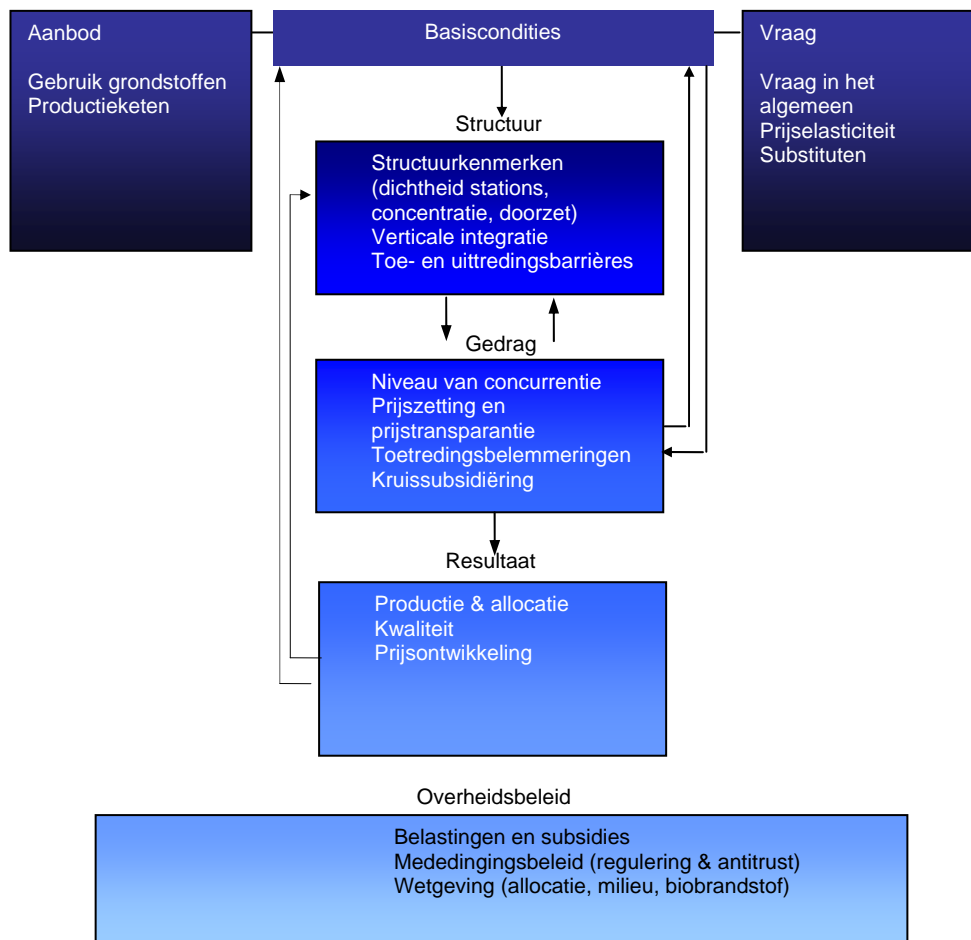 Aanbod
Gebruik grondstoffen
Productieketen
Basiscondities
Vraag
Vraag in het
algemeen
Prijselasticiteit
Substituten
Structuur
Structuurkenmerken
(dichtheid stations,
concentratie, doorzet)
Verticale integratie
Toe- en uittredingsbarrières
Gedrag
Niveau van concurrentie
Prijszetting en
prijstransparantie
Toetredingsbelemmeringen
Kruissubsidiëring
Resultaat
Productie & allocatie
Kwaliteit
Prijsontwikkeling
Overheidsbeleid
Belastingen en subsidies
Mededingingsbeleid (regulering & antitrust)
Wetgeving (allocatie, milieu, biobrandstof)